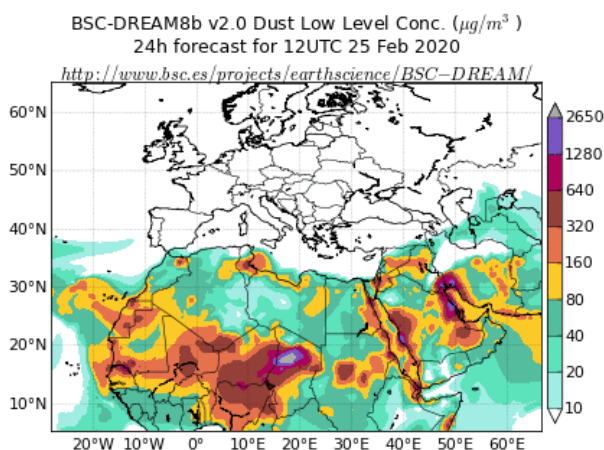 BSC-DREAM8b v2.0 Dust Low Level Conc. (μg/m³ )
24h forecast for 12UTC 25 Feb 2020
http://www.bsc.es/projects/earthscience/BSC−DREAM/
60°N
50°N
40°N
30°N
20°N
10°N
20°W 10°W 0° 10°E 20°E 30°E 40°E 50°E 60°E
2650
1280
640
320
160
80
40
20
10